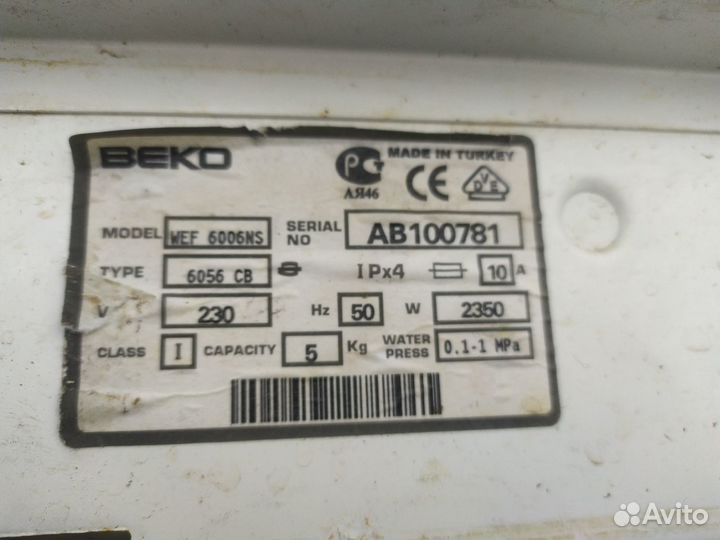 BEKO
PCT MADE IN TURKEY
АЯ46 CE VDE
MODEL WEF 6006NS SERIAL NO AB100781
TYPE 6056 CB IPx4 10 A
V 230 Hz 50 W 2350
CLASS I CAPACITY 5 Kg WATER PRESS 0.1-1 MPa
Avito